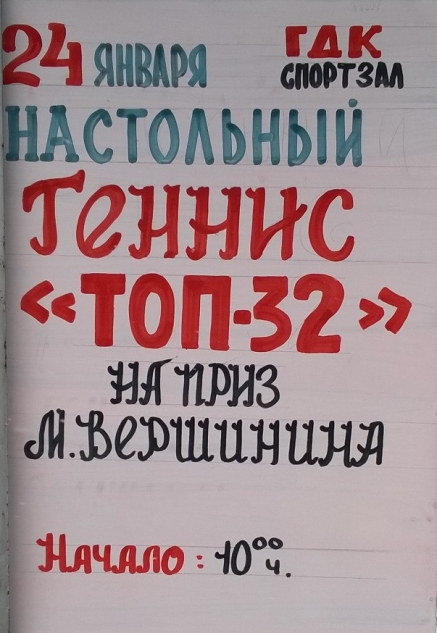 24 ЯНВАРЯ ГДК
СПОРТЗАЛ
НАСТОЛЬНЫЙ
ТЕННИС
«ТОП-32»
НА ПРИЗ
М. ВЕРШИНИНА
НАЧАЛО: 10⁰⁰ ч.